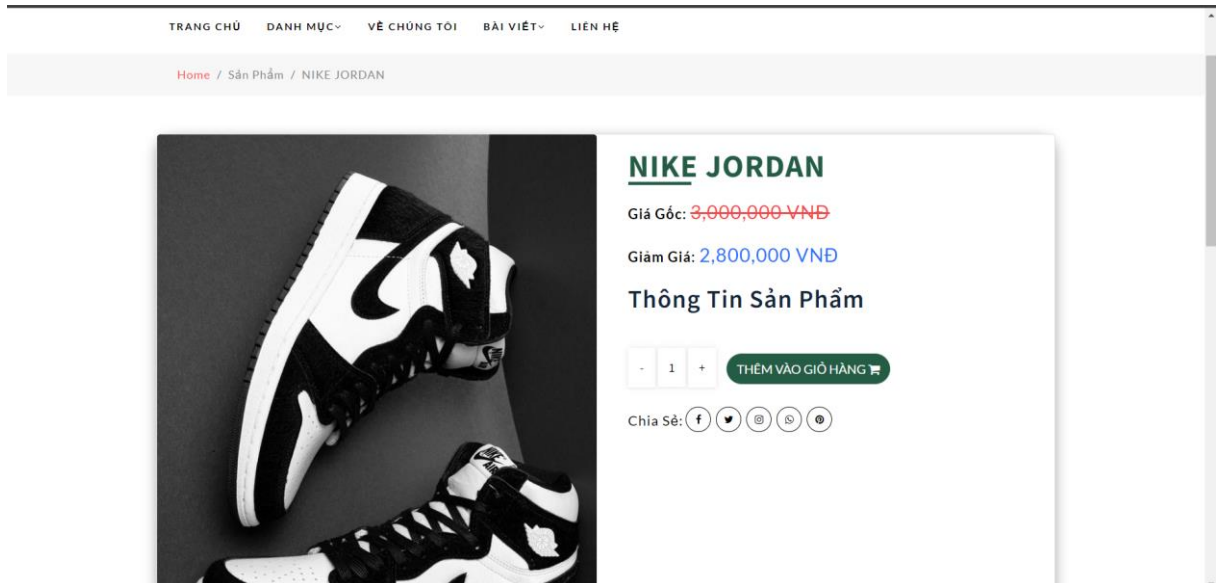 TRANG CHỦ DANH MỤC VỀ CHÚNG TÔI BÀI VIẾT LIÊN HỆ
Home / Sản Phẩm / NIKE JORDAN
NIKE JORDAN
Giá Gốc: 3,000,000 VNĐ
Giảm Giá: 2,800,000 VNĐ
Thông Tin Sản Phẩm
- 1 + THÊM VÀO GIỎ HÀNG
Chia Sẻ:
NIKE
AIR